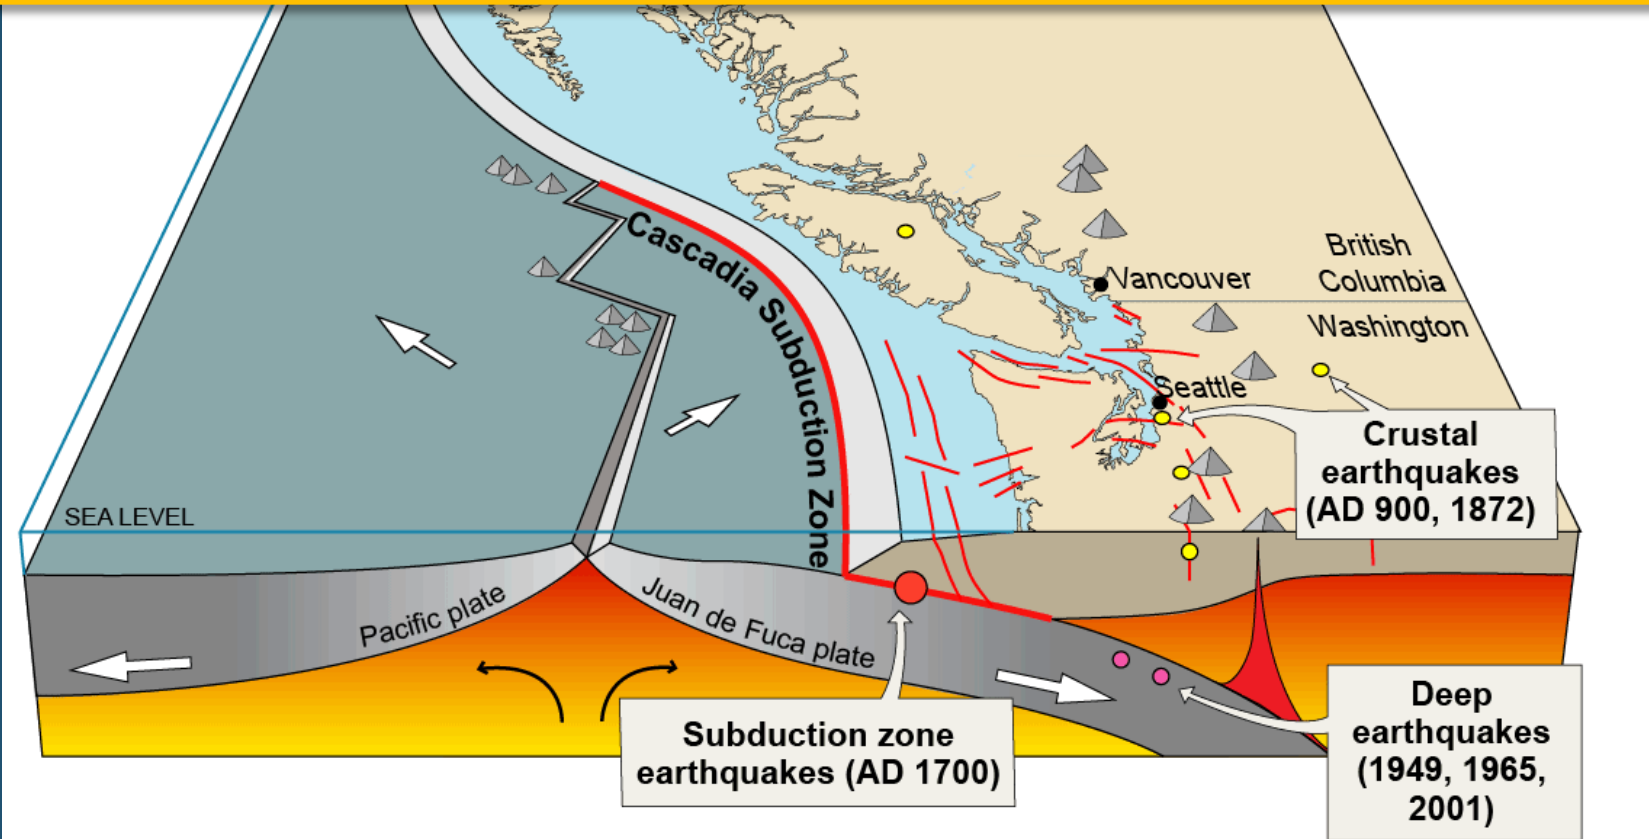 British
Columbia
Vancouver
Washington
Seattle
Cascadia Subduction Zone
Crustal
earthquakes
(AD 900, 1872)
SEA LEVEL
Pacific plate
Juan de Fuca plate
Subduction zone
earthquakes (AD 1700)
Deep
earthquakes
(1949, 1965,
2001)